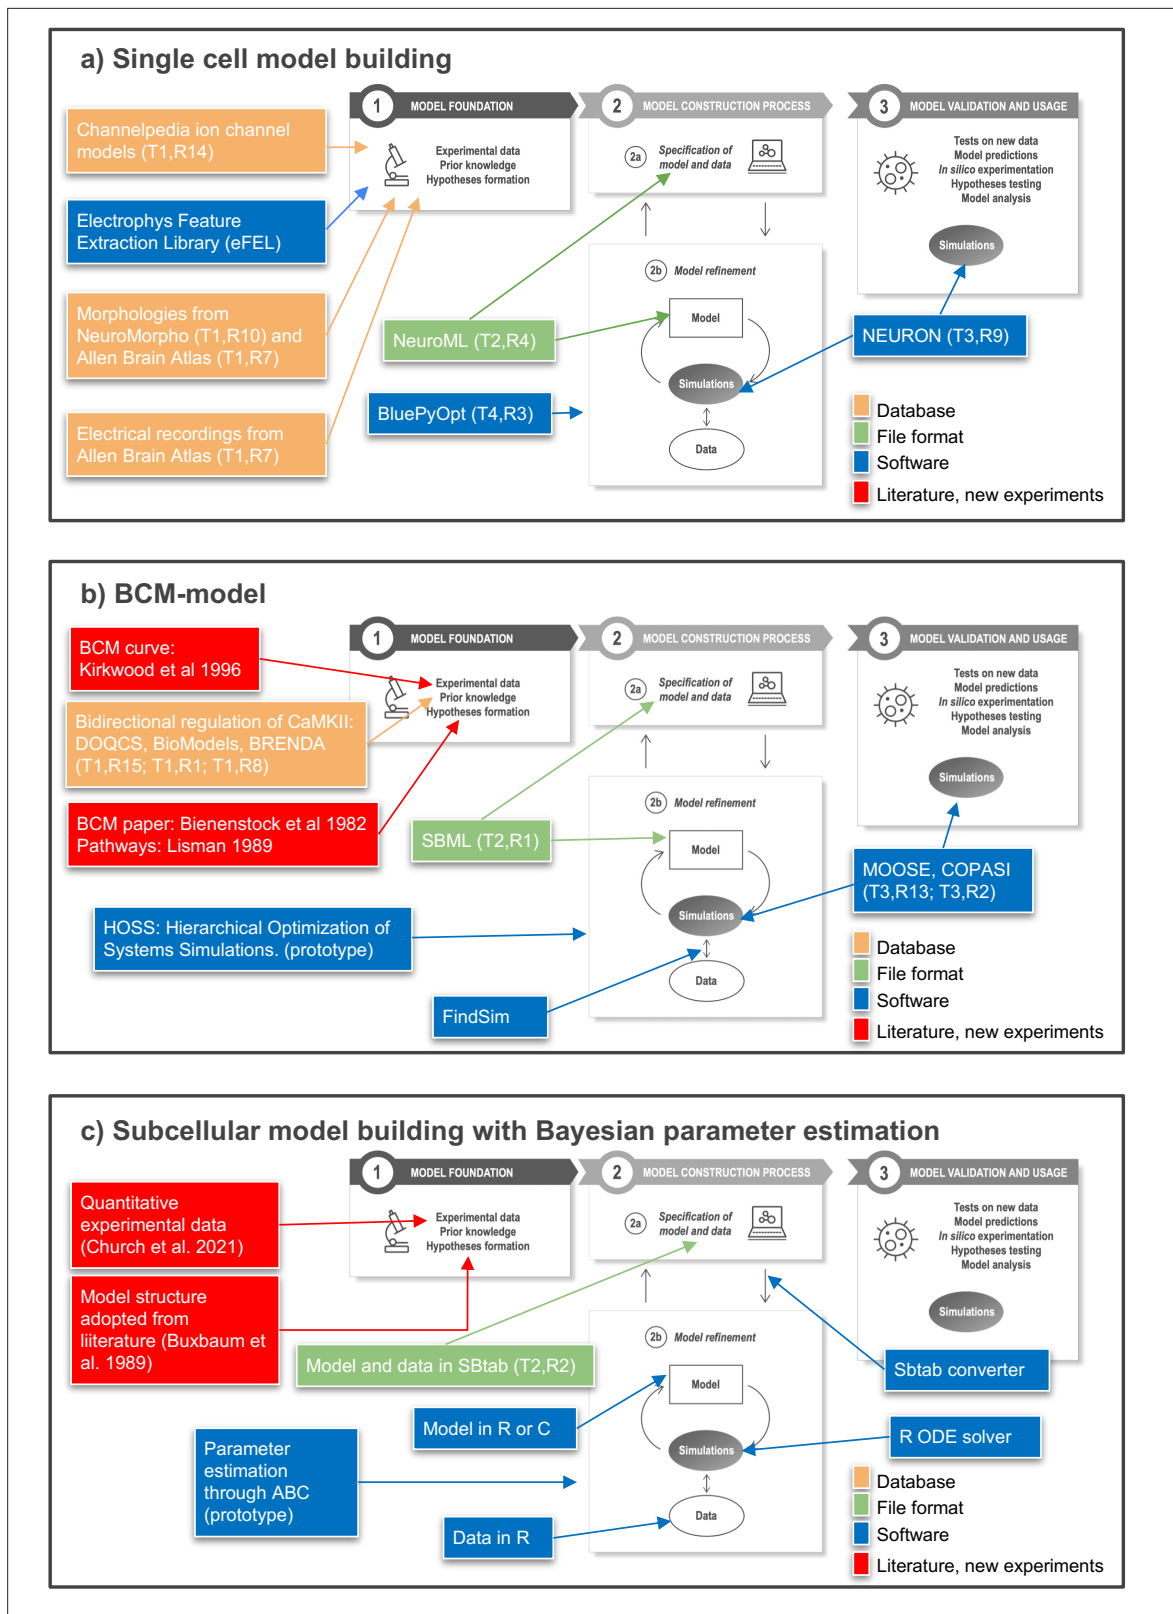 a) Single cell model building
1 MODEL FOUNDATION
2 MODEL CONSTRUCTION PROCESS
3 MODEL VALIDATION AND USAGE
Channelpedia ion channel
models (T1,R14)
Electrophys Feature
Extraction Library (eFEL)
Morphologies from
NeuroMorpho (T1,R10) and
Allen Brain Atlas (T1,R7)
Electrical recordings from
Allen Brain Atlas (T1,R7)
Experimental data
Prior knowledge
Hypotheses formation
2a Specification of
model and data
Tests on new data
Model predictions
In silico experimentation
Hypotheses testing
Model analysis
Simulations
2b Model refinement
Model
Simulations
Data
NeuroML (T2,R4)
BluePyOpt (T4,R3)
NEURON (T3,R9)
Database
File format
Software
Literature, new experiments
b) BCM-model
1 MODEL FOUNDATION
2 MODEL CONSTRUCTION PROCESS
3 MODEL VALIDATION AND USAGE
BCM curve:
Kirkwood et al 1996
Bidirectional regulation of CaMKII:
DOQCS, BioModels, BRENDA
(T1,R15; T1,R1; T1,R8)
BCM paper: Bienenstock et al 1982
Pathways: Lisman 1989
Experimental data
Prior knowledge
Hypotheses formation
2a Specification of
model and data
Tests on new data
Model predictions
In silico experimentation
Hypotheses testing
Model analysis
Simulations
2b Model refinement
Model
Simulations
Data
SBML (T2,R1)
HOSS: Hierarchical Optimization of
Systems Simulations. (prototype)
FindSim
MOOSE, COPASI
(T3,R13; T3,R2)
Database
File format
Software
Literature, new experiments
c) Subcellular model building with Bayesian parameter estimation
1 MODEL FOUNDATION
2 MODEL CONSTRUCTION PROCESS
3 MODEL VALIDATION AND USAGE
Quantitative
experimental data
(Church et al. 2021)
Model structure
adopted from
liiterature (Buxbaum et
al. 1989)
Experimental data
Prior knowledge
Hypotheses formation
2a Specification of
model and data
Tests on new data
Model predictions
In silico experimentation
Hypotheses testing
Model analysis
Simulations
2b Model refinement
Model
Simulations
Data
Model and data in SBtab (T2,R2)
Model in R or C
Parameter
estimation
through ABC
(prototype)
Data in R
Sbtab converter
R ODE solver
Database
File format
Software
Literature, new experiments